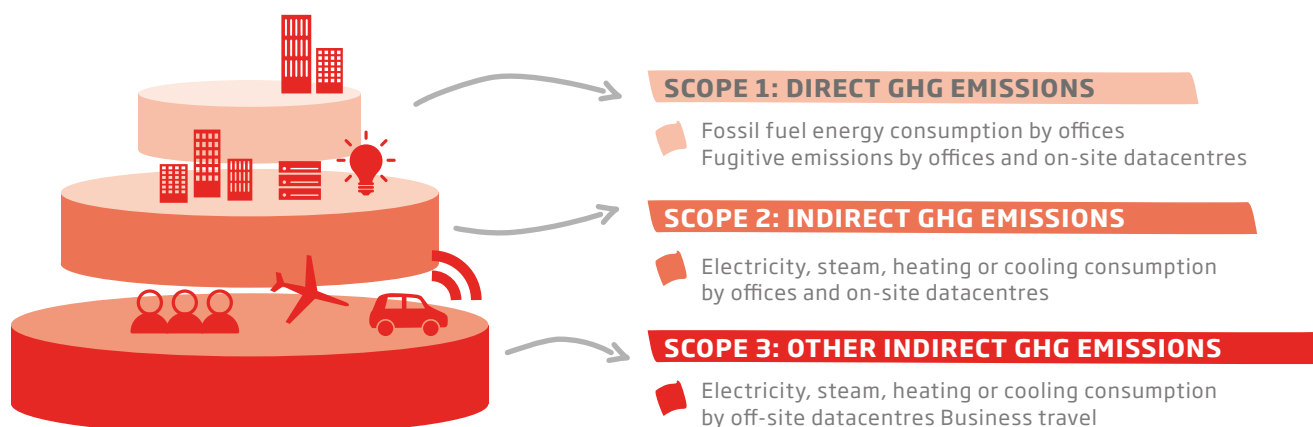 SCOPE 1: DIRECT GHG EMISSIONS
Fossil fuel energy consumption by offices
Fugitive emissions by offices and on-site datacentres
SCOPE 2: INDIRECT GHG EMISSIONS
Electricity, steam, heating or cooling consumption
by offices and on-site datacentres
SCOPE 3: OTHER INDIRECT GHG EMISSIONS
Electricity, steam, heating or cooling consumption
by off-site datacentres Business travel